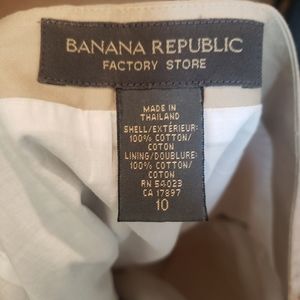 BANANA REPUBLIC
FACTORY STORE
MADE IN
THAILAND
SHELL/EXTÉRIEUR:
100% COTTON/
COTON
LINING/DOUBLURE:
100% COTTON/
COTON
RN 54023
CA 17897
10